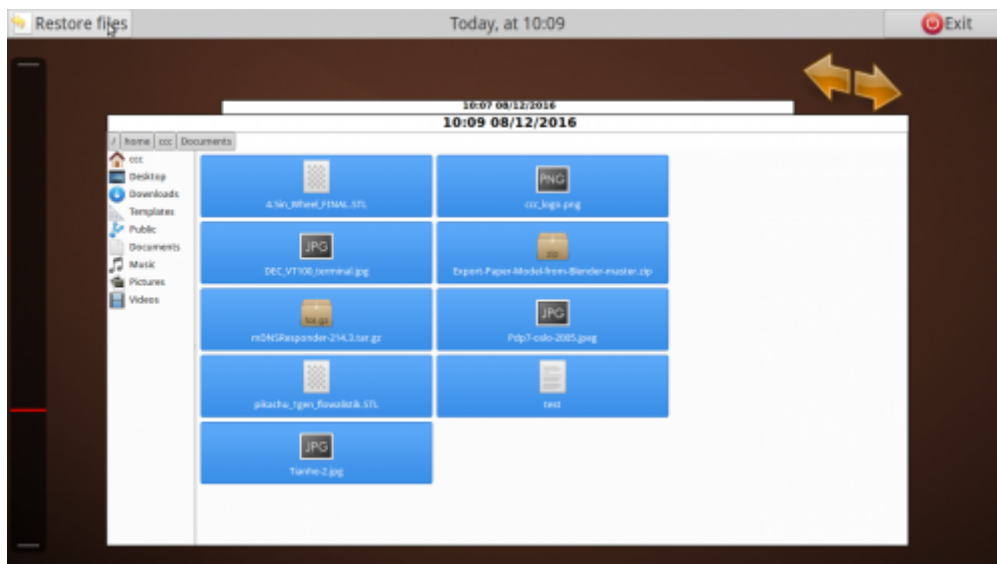 Restore files
Today, at 10:09
Exit
10:07 08/12/2016
10:09 08/12/2016
/ home ccc Documents
ccc
Desktop
Downloads
Templates
Public
Documents
Music
Pictures
Videos
4.5in_Wheel_FINAL.STL
PNG
ccc_logo.png
JPG
DEC_VT100_terminal.jpg
zip
Export-Paper-Model-from-Blender-master.zip
tar.gz
mDNSResponder-214.3.tar.gz
JPG
Pdp7-oslo-2005.jpeg
pikachu_1gen_flowalistik.STL
test
JPG
Tianhe-2.jpg